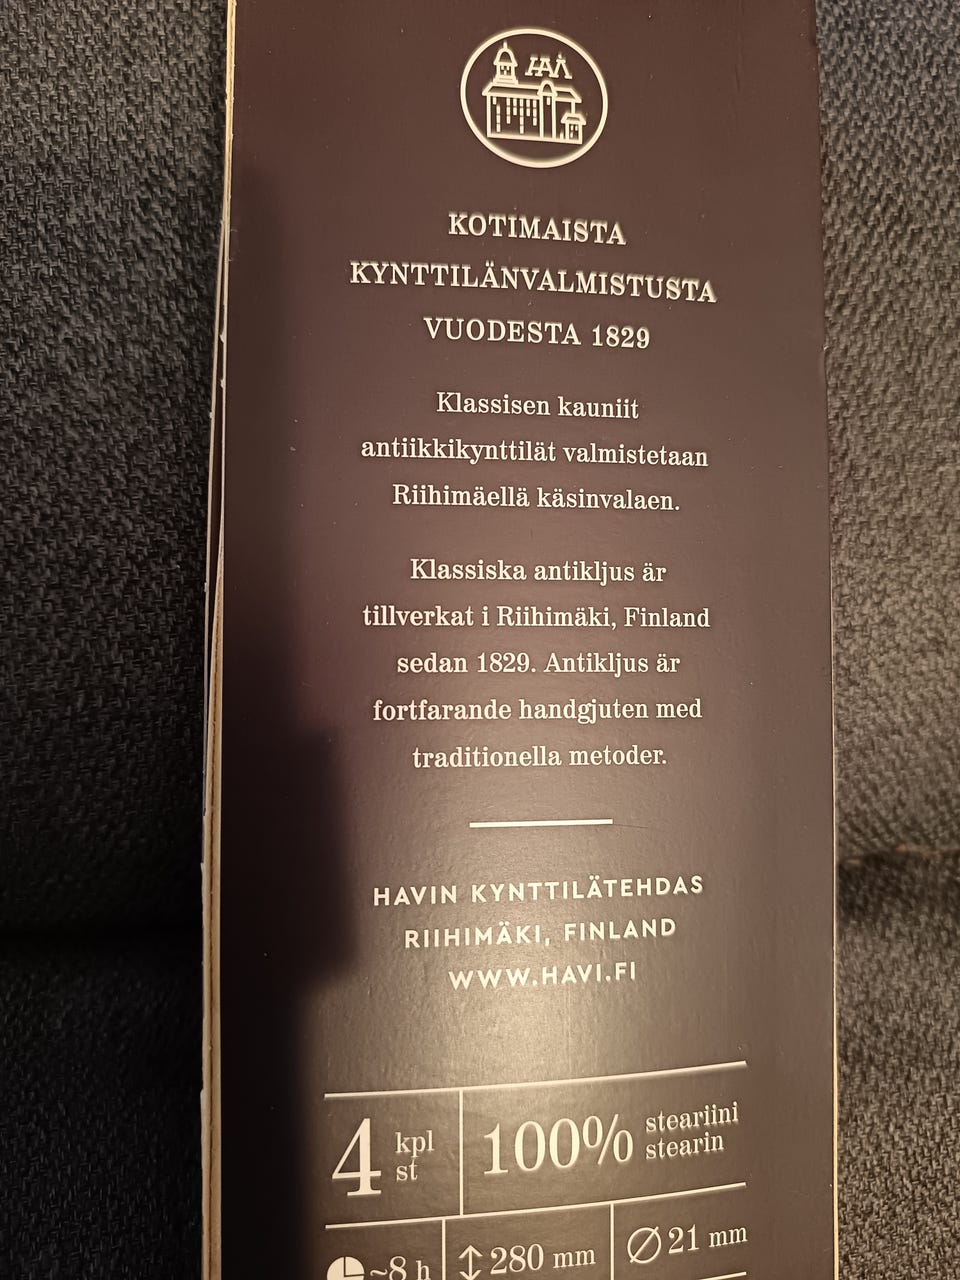 KOTIMAISTA
KYNTTILÄNVALMISTUSTA
VUODESTA 1829
Klassisen kauniit
antiikkikynttilät valmistetaan
Riihimäellä käsinvalaen.
Klassiska antikljus är
tillverkat i Riihimäki, Finland
sedan 1829. Antikljus är
fortfarande handgjuten med
traditionella metoder.
HAVIN KYNTTILÄTEHDAS
RIIHIMÄKI, FINLAND
WWW.HAVI.FI
4 kpl
st
100% steariini
stearin
~8 h
280 mm
Ø 21 mm